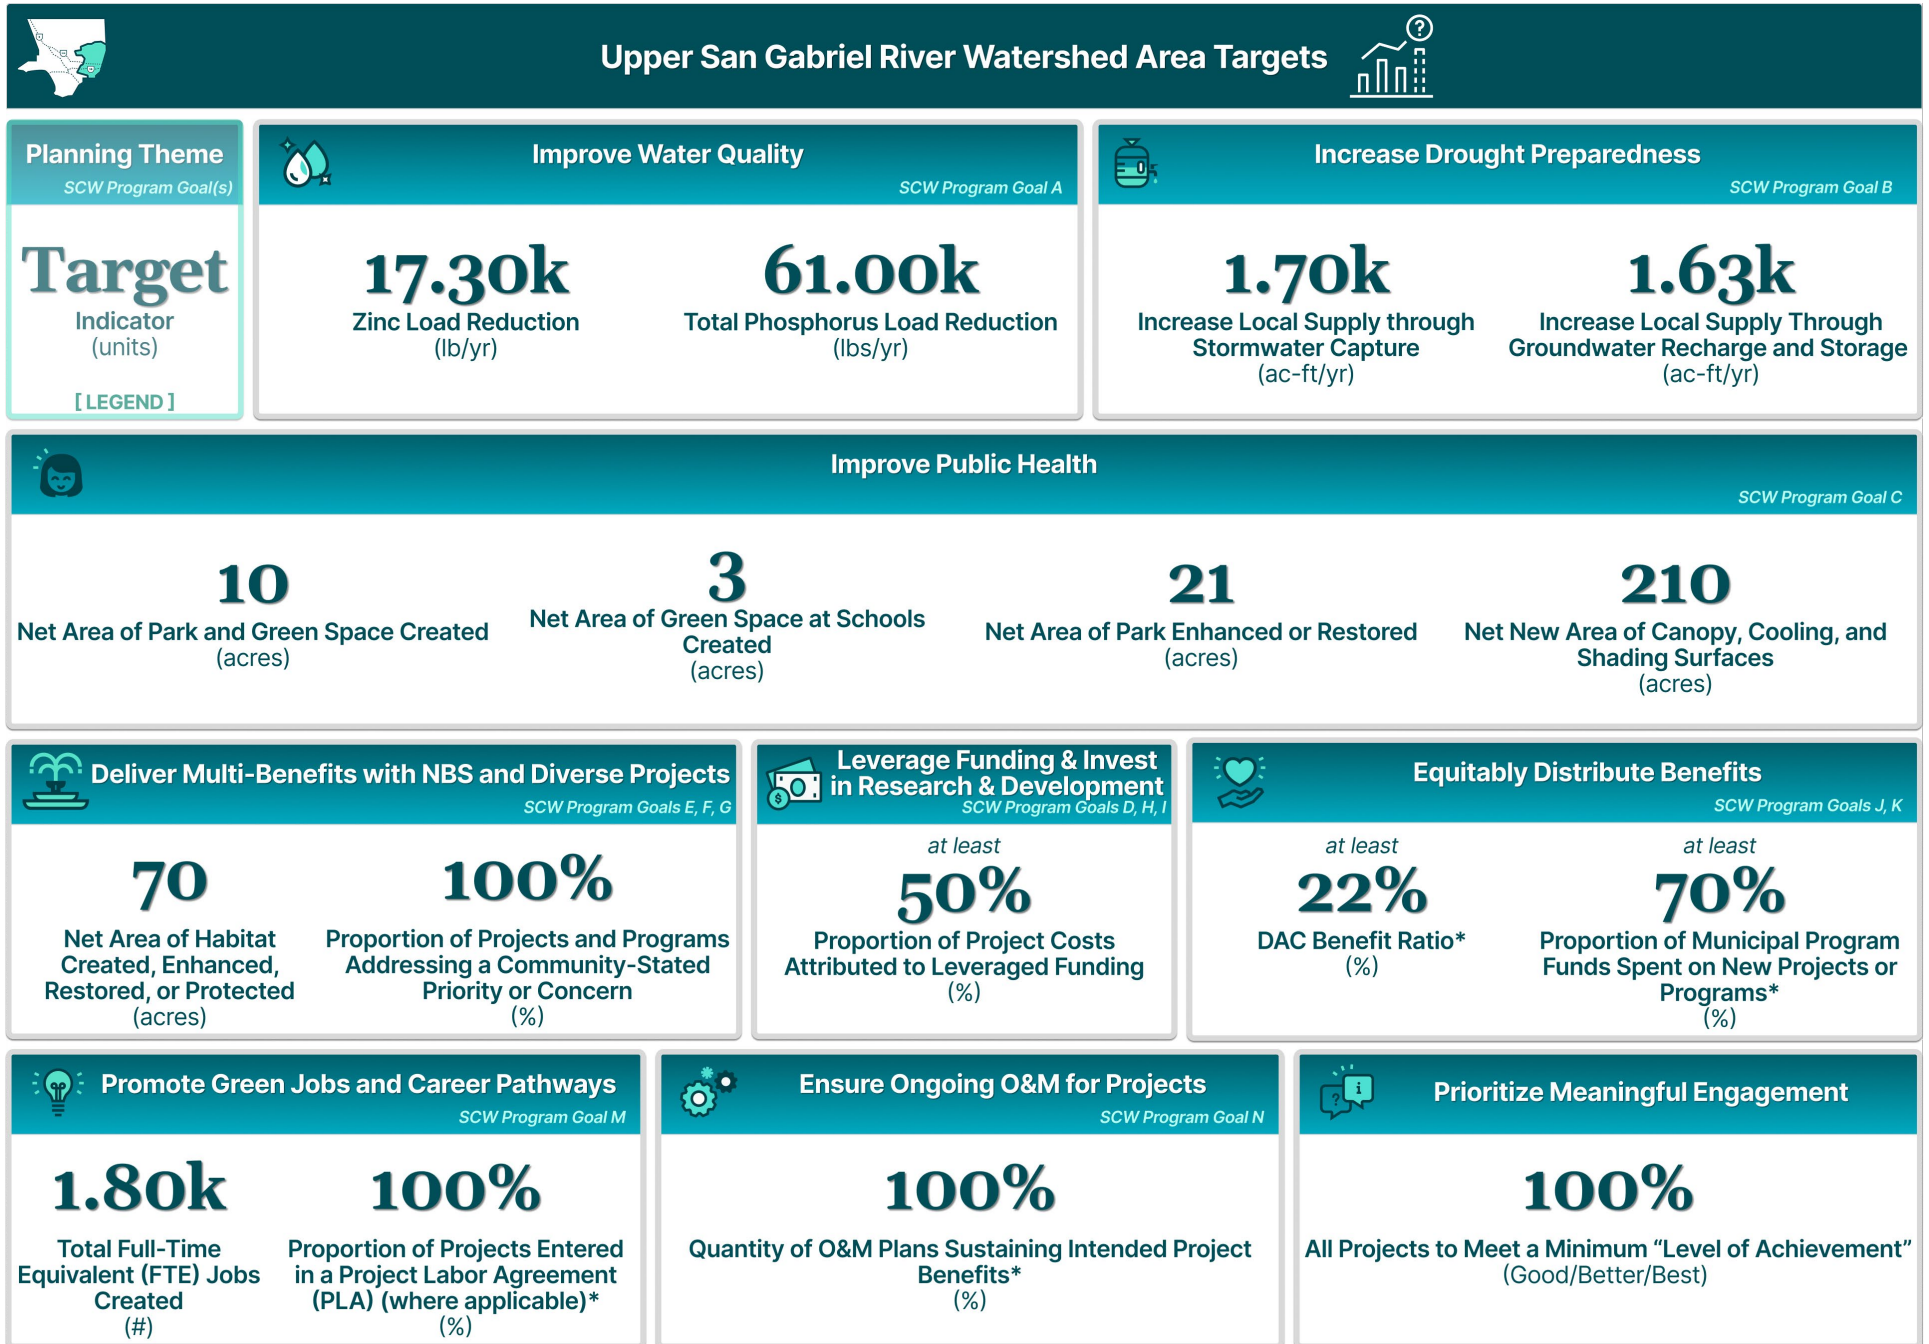 Upper San Gabriel River Watershed Area Targets
?
Planning Theme
SCW Program Goal(s)
Target
Indicator
(units)
[ LEGEND ]
Improve Water Quality
SCW Program Goal A
17.30k
Zinc Load Reduction
(lb/yr)
61.00k
Total Phosphorus Load Reduction
(lbs/yr)
Increase Drought Preparedness
SCW Program Goal B
1.70k
Increase Local Supply through
Stormwater Capture
(ac-ft/yr)
1.63k
Increase Local Supply Through
Groundwater Recharge and Storage
(ac-ft/yr)
Improve Public Health
SCW Program Goal C
10
Net Area of Park and Green Space Created
(acres)
3
Net Area of Green Space at Schools
Created
(acres)
21
Net Area of Park Enhanced or Restored
(acres)
210
Net New Area of Canopy, Cooling, and
Shading Surfaces
(acres)
Deliver Multi-Benefits with NBS and Diverse Projects
SCW Program Goals E, F, G
70
Net Area of Habitat
Created, Enhanced,
Restored, or Protected
(acres)
100%
Proportion of Projects and Programs
Addressing a Community-Stated
Priority or Concern
(%)
$
Leverage Funding & Invest
in Research & Development
SCW Program Goals D, H, I
at least
50%
Proportion of Project Costs
Attributed to Leveraged Funding
(%)
Equitably Distribute Benefits
SCW Program Goals J, K
at least
22%
DAC Benefit Ratio*
(%)
at least
70%
Proportion of Municipal Program
Funds Spent on New Projects or
Programs*
(%)
Promote Green Jobs and Career Pathways
SCW Program Goal M
1.80k
Total Full-Time
Equivalent (FTE) Jobs
Created
(#)
100%
Proportion of Projects Entered
in a Project Labor Agreement
(PLA) (where applicable)*
(%)
Ensure Ongoing O&M for Projects
SCW Program Goal N
100%
Quantity of O&M Plans Sustaining Intended Project
Benefits*
(%)
? i
Prioritize Meaningful Engagement
100%
All Projects to Meet a Minimum “Level of Achievement”
(Good/Better/Best)